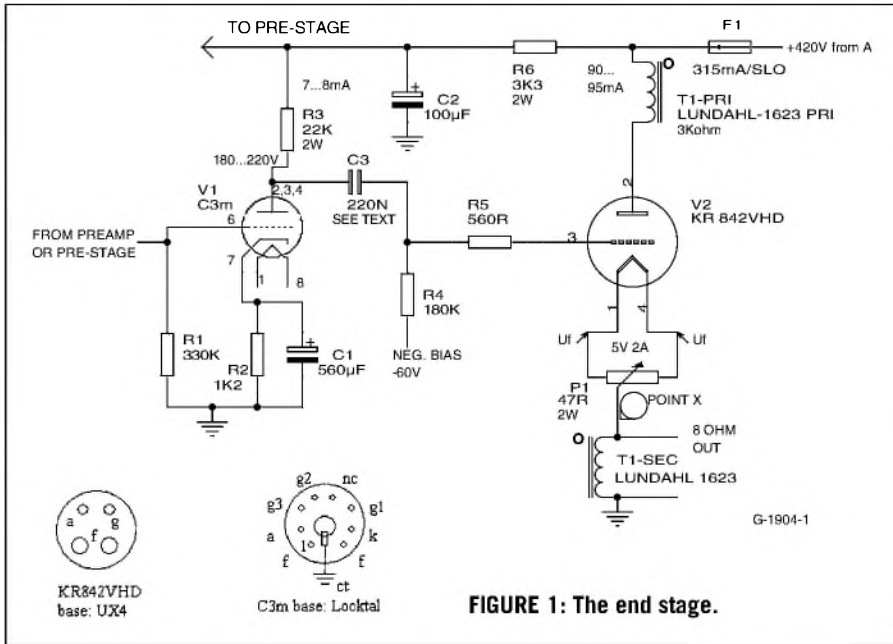 TO PRE-STAGE
F1
+420V from A
315mA/SLO
R6
3K3
2W
90...
95mA
T1-PRI
LUNDAHL-1623 PRI
3Kohm
7...8mA
C2
100µF
R3
22K
2W
180...220V
C3
220N
SEE TEXT
V1
C3m
2,3,4
6
7
1
8
FROM PREAMP
OR PRE-STAGE
R5
560R
2
3
V2
KR 842VHD
1
4
R4
180K
NEG. BIAS
-60V
R1
330K
R2
1K2
C1
560µF
Uf
5V 2A
Uf
P1
47R
2W
POINT X
8 OHM
OUT
T1-SEC
LUNDAHL 1623
G-1904-1
a
g
f
KR842VHD
base: UX4
g2
nc
g3
g1
a
k
f
1
f
ct
C3m base: Locktal
FIGURE 1: The end stage.